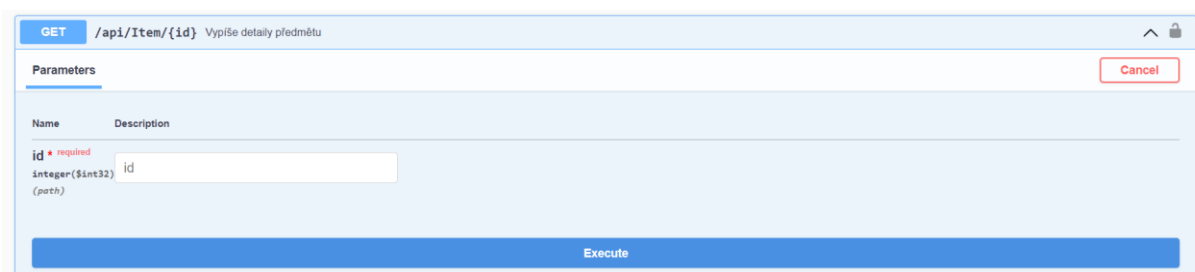 GET /api/Item/{id} Vypíše detaily předmětu
Parameters Cancel
Name Description
id * required
integer($int32) id
(path)
Execute